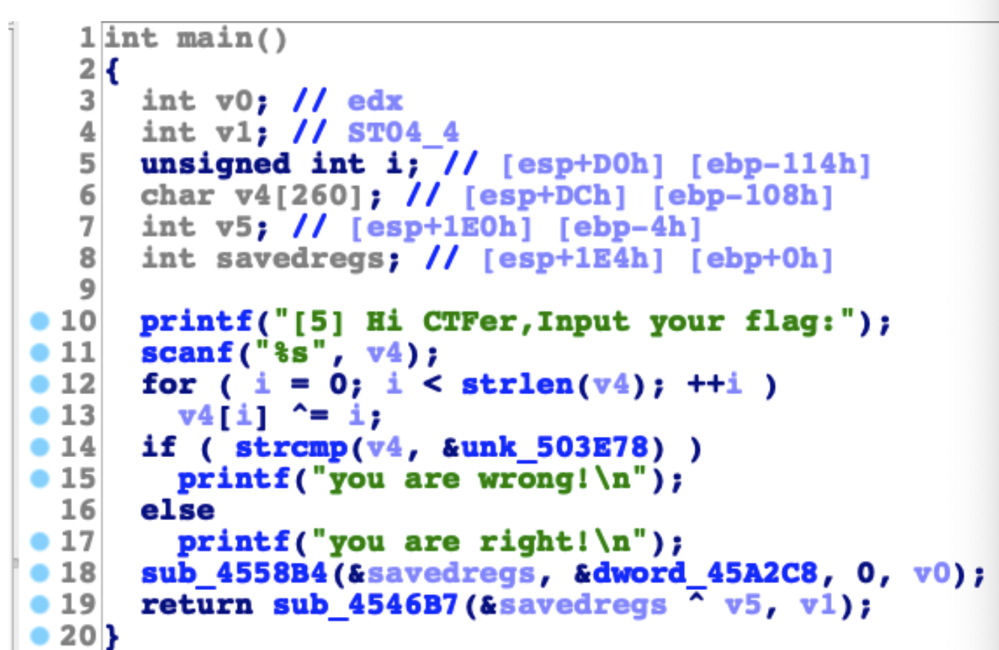 1 int main()
2 {
3 int v0; // edx
4 int v1; // ST04_4
5 unsigned int i; // [esp+D0h] [ebp-114h]
6 char v4[260]; // [esp+DCh] [ebp-108h]
7 int v5; // [esp+1E0h] [ebp-4h]
8 int savedregs; // [esp+1E4h] [ebp+0h]
9
10 printf("[5] Hi CTFer,Input your flag:");
11 scanf("%s", v4);
12 for ( i = 0; i < strlen(v4); ++i )
13 v4[i] ^= i;
14 if ( strcmp(v4, &unk_503E78) )
15 printf("you are wrong!\n");
16 else
17 printf("you are right!\n");
18 sub_4558B4(&savedregs, &dword_45A2C8, 0, v0);
19 return sub_4546B7(&savedregs ^ v5, v1);
20 }